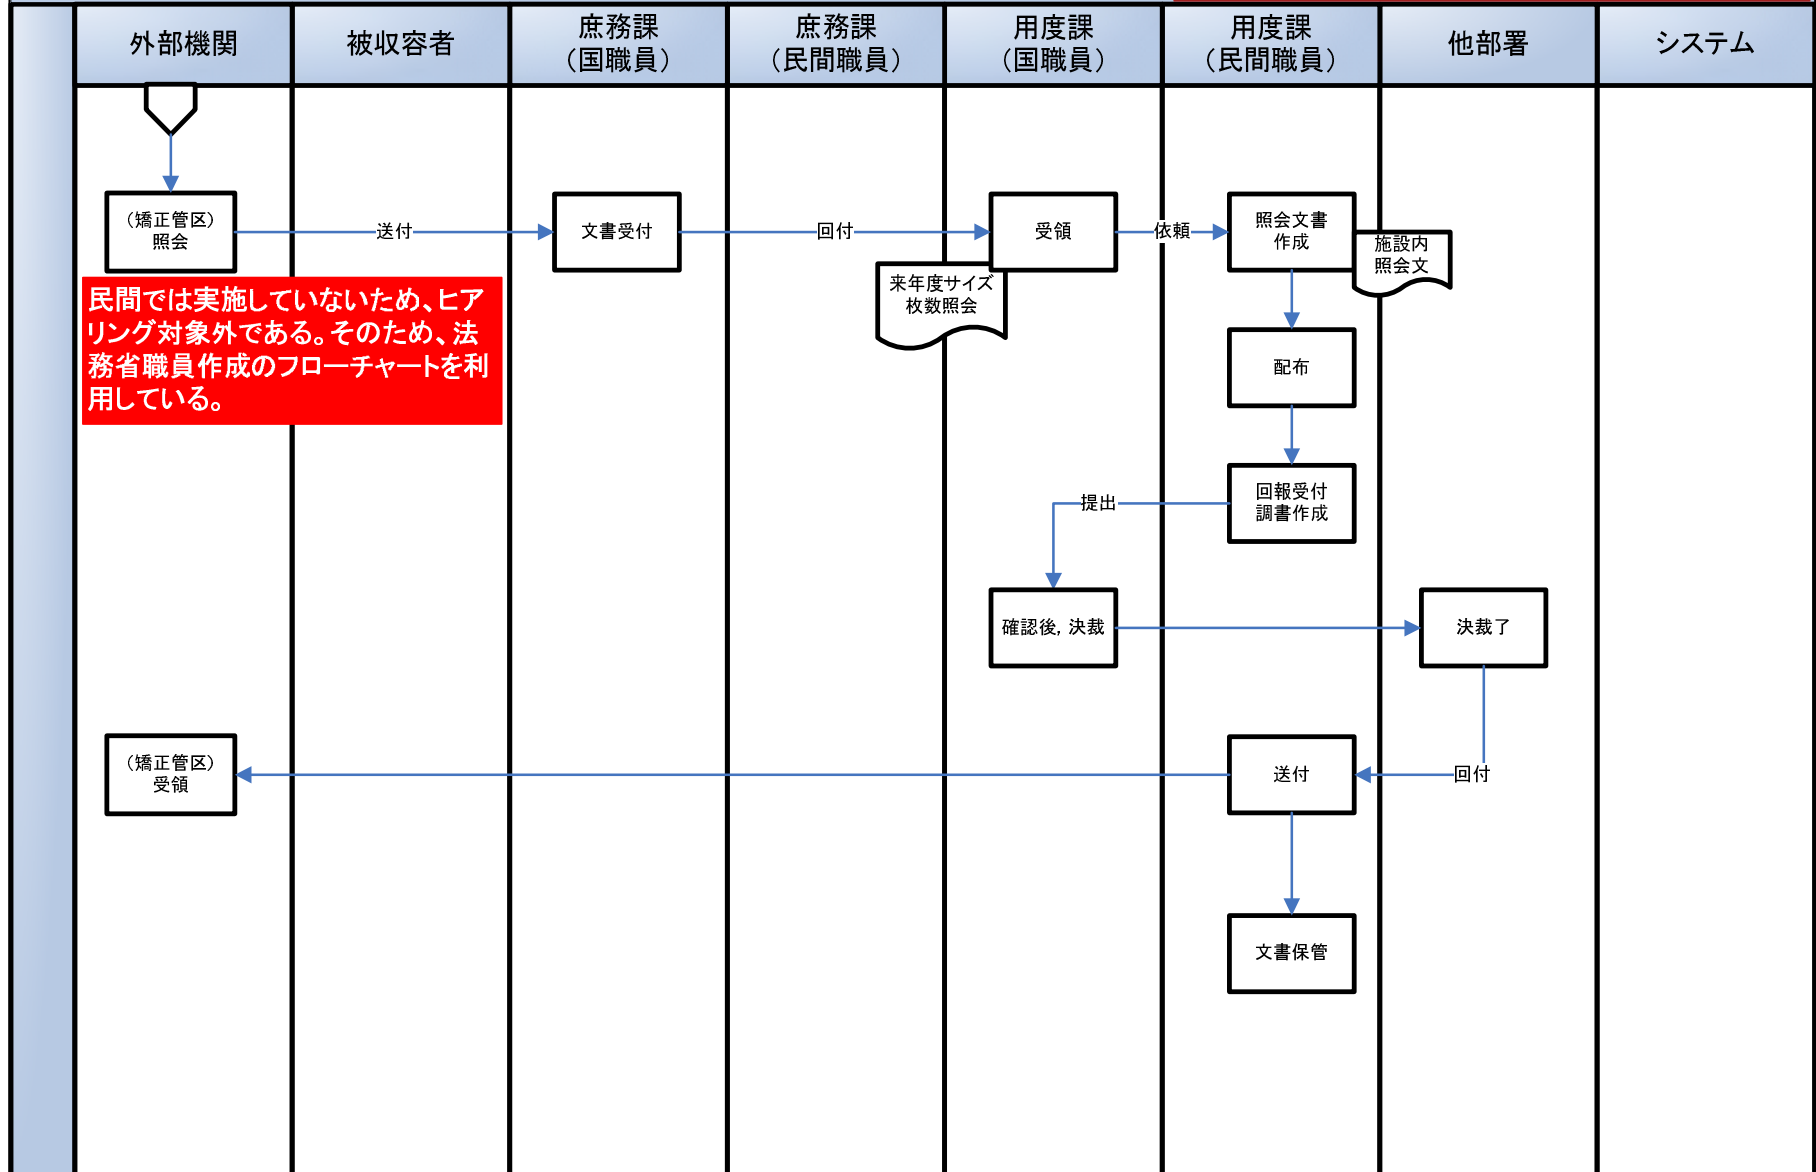 外部機関
被収容者
庶務課
（国職員）
庶務課
（民間職員）
用度課
（国職員）
用度課
（民間職員）
他部署
システム
（矯正管区）
照会
送付
文書受付
回付
受領
依頼
照会文書
作成
施設内
照会文
来年度サイズ
枚数照会
民間では実施していないため、ヒア
リング対象外である。そのため、法
務省職員作成のフローチャートを利
用している。
配布
回報受付
調書作成
提出
確認後，決裁
決裁了
（矯正管区）
受領
送付
回付
文書保管